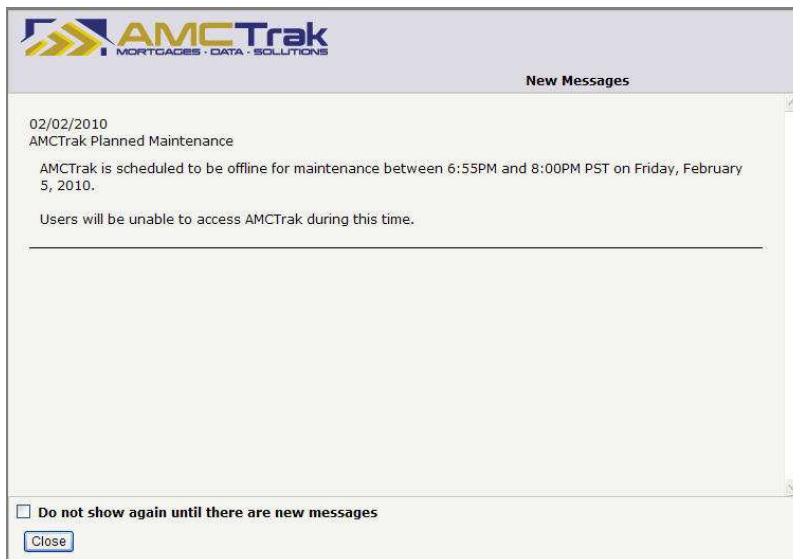 AMCTrak
MORTGAGES · DATA · SOLUTIONS
New Messages
02/02/2010
AMCTrak Planned Maintenance
AMCTrak is scheduled to be offline for maintenance between 6:55PM and 8:00PM PST on Friday, February
5, 2010.
Users will be unable to access AMCTrak during this time.
Do not show again until there are new messages
Close